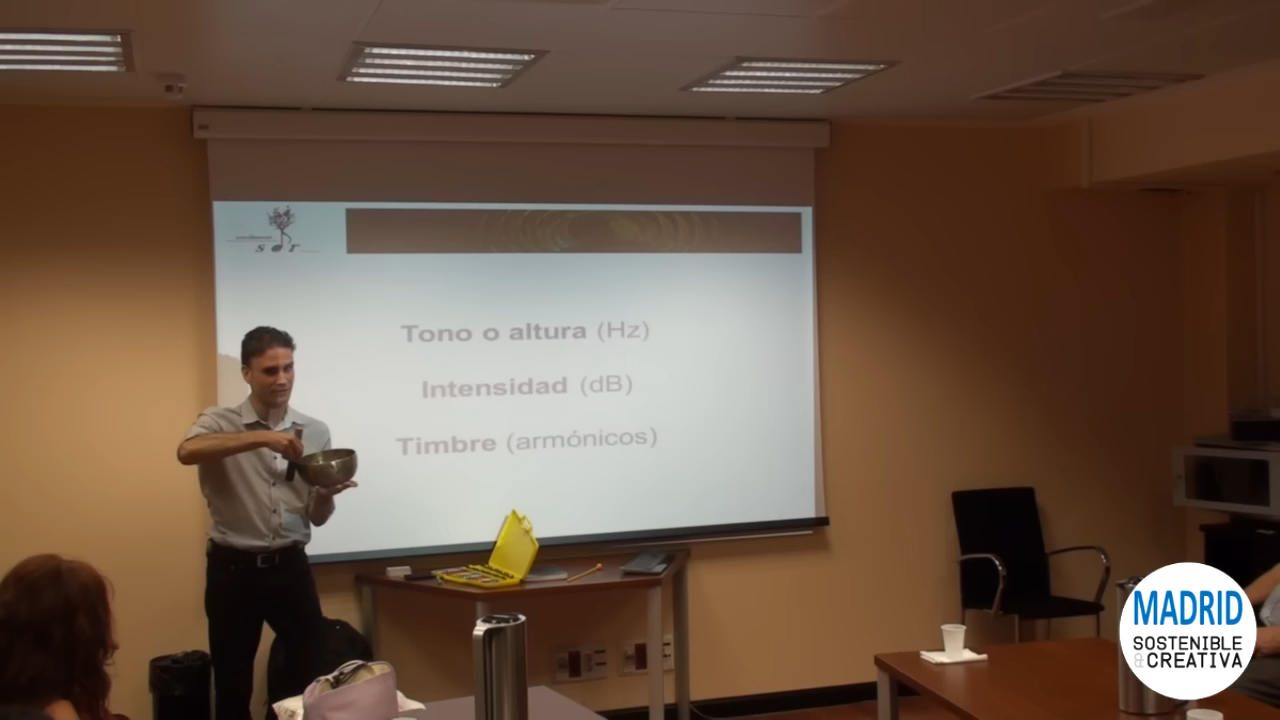 S T
Tono o altura (Hz)
Intensidad (dB)
Timbre (armónicos)
MADRID
SOSTENIBLE
CREATIVA